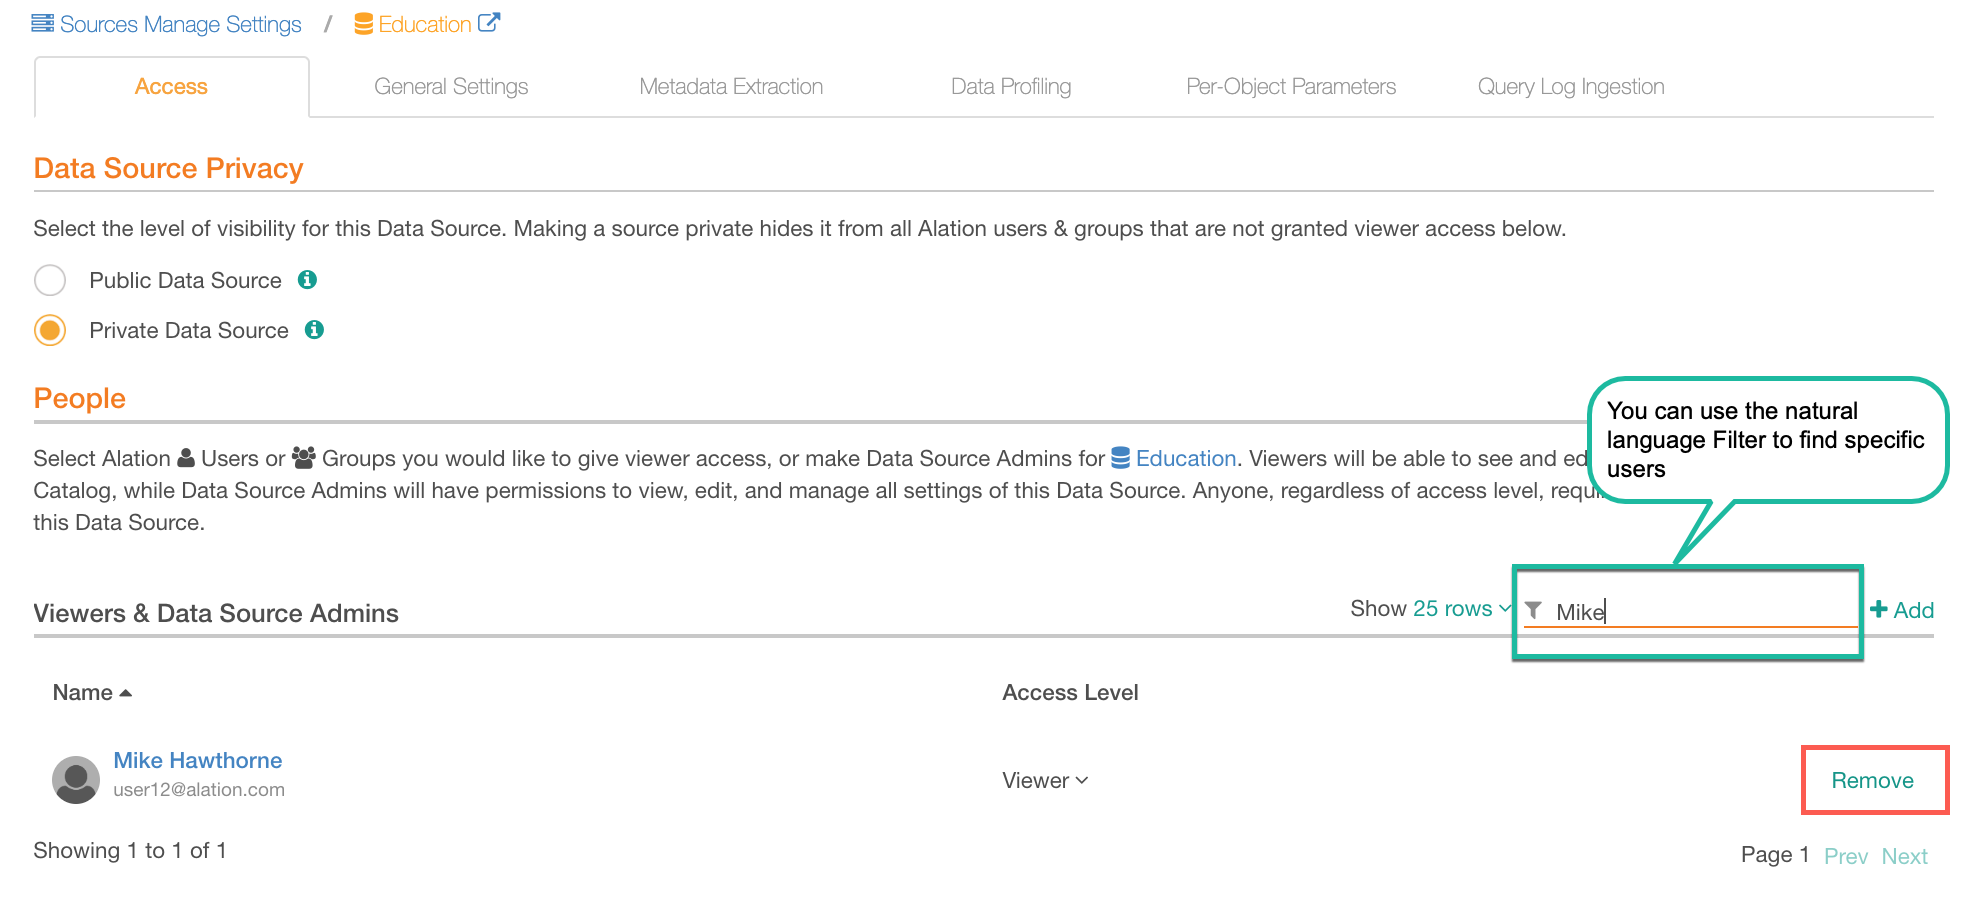 Sources Manage Settings / Education
Access General Settings Metadata Extraction Data Profiling Per-Object Parameters Query Log Ingestion
Data Source Privacy
Select the level of visibility for this Data Source. Making a source private hides it from all Alation users & groups that are not granted viewer access below.
Public Data Source
Private Data Source
People
You can use the natural
language Filter to find specific
users
Select Alation Users or Groups you would like to give viewer access, or make Data Source Admins for Education. Viewers will be able to see and ed
Catalog, while Data Source Admins will have permissions to view, edit, and manage all settings of this Data Source. Anyone, regardless of access level, requi
this Data Source.
Viewers & Data Source Admins Show 25 rows Mike + Add
Name Access Level
Mike Hawthorne
user12@alation.com
Viewer Remove
Showing 1 to 1 of 1
Page 1 Prev Next